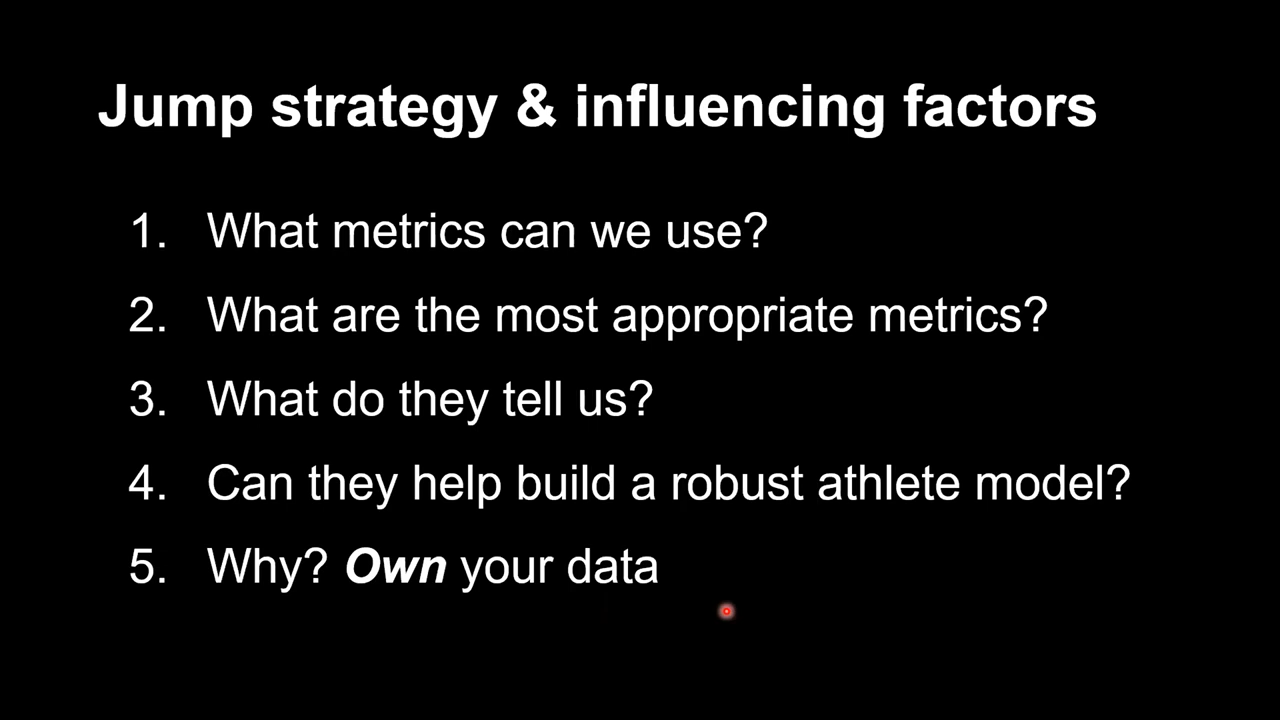 Jump strategy & influencing factors
1. What metrics can we use?
2. What are the most appropriate metrics?
3. What do they tell us?
4. Can they help build a robust athlete model?
5. Why? Own your data